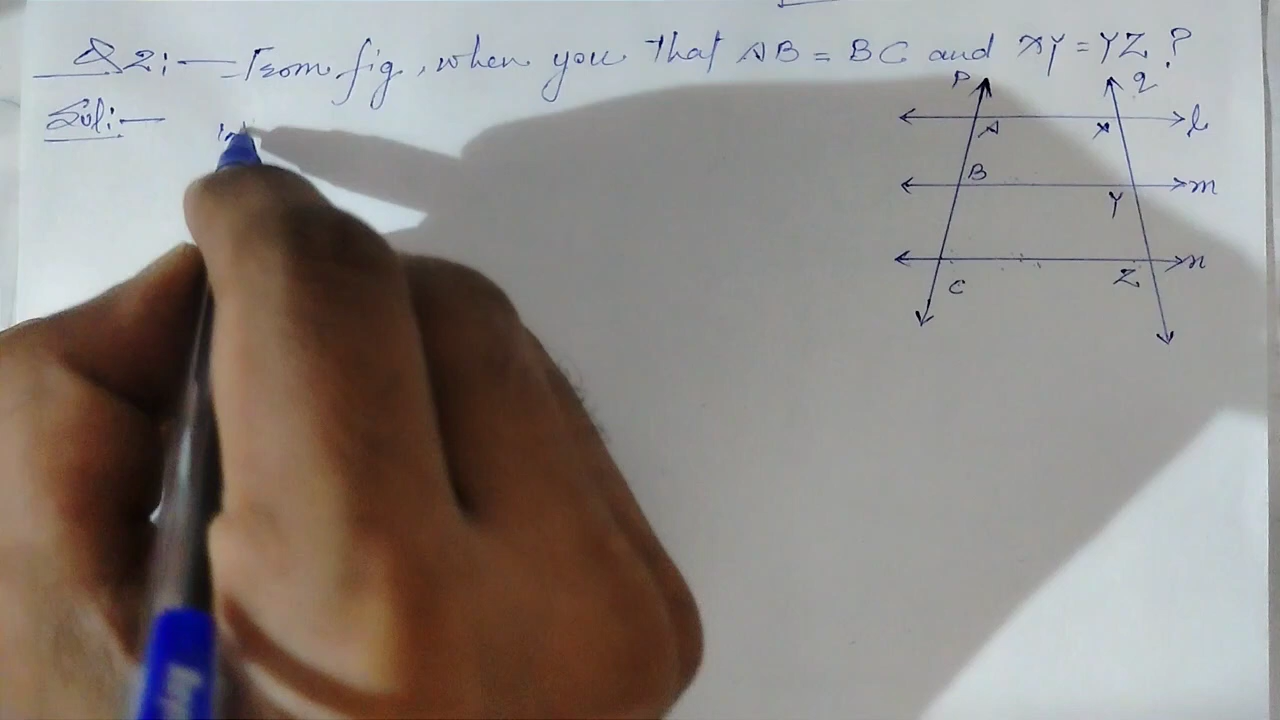 Q2:— From fig, when you that AB = BC and XY = YZ ?
Sol:—
P
q
A
X
l
B
m
Y
n
C
Z